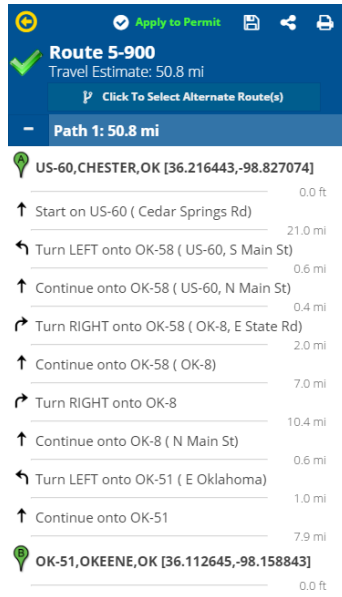 Apply to Permit
Route 5-900
Travel Estimate: 50.8 mi
Click To Select Alternate Route(s)
− Path 1: 50.8 mi
A
US-60,CHESTER,OK [36.216443,-98.827074]
0.0 ft
Start on US-60 ( Cedar Springs Rd)
21.0 mi
Turn LEFT onto OK-58 ( US-60, S Main St)
0.6 mi
Continue onto OK-58 ( US-60, N Main St)
0.4 mi
Turn RIGHT onto OK-58 ( OK-8, E State Rd)
2.0 mi
Continue onto OK-58 ( OK-8)
7.0 mi
Turn RIGHT onto OK-8
10.4 mi
Continue onto OK-8 ( N Main St)
0.6 mi
Turn LEFT onto OK-51 ( E Oklahoma)
1.0 mi
Continue onto OK-51
7.9 mi
B
OK-51,OKEENE,OK [36.112645,-98.158843]
0.0 ft